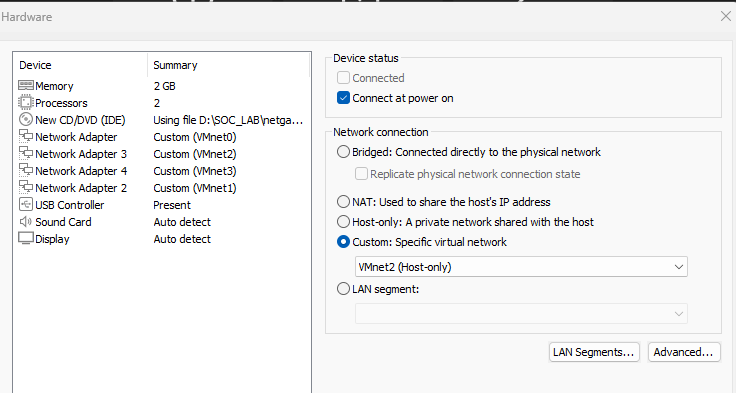 Hardware
Device Summary
Memory 2 GB
Processors 2
New CD/DVD (IDE) Using file D:\SOC_LAB\netga...
Network Adapter Custom (VMnet0)
Network Adapter 3 Custom (VMnet2)
Network Adapter 4 Custom (VMnet3)
Network Adapter 2 Custom (VMnet1)
USB Controller Present
Sound Card Auto detect
Display Auto detect
Device status
Connected
Connect at power on
Network connection
Bridged: Connected directly to the physical network
Replicate physical network connection state
NAT: Used to share the host's IP address
Host-only: A private network shared with the host
Custom: Specific virtual network
VMnet2 (Host-only)
LAN segment:
LAN Segments... Advanced...